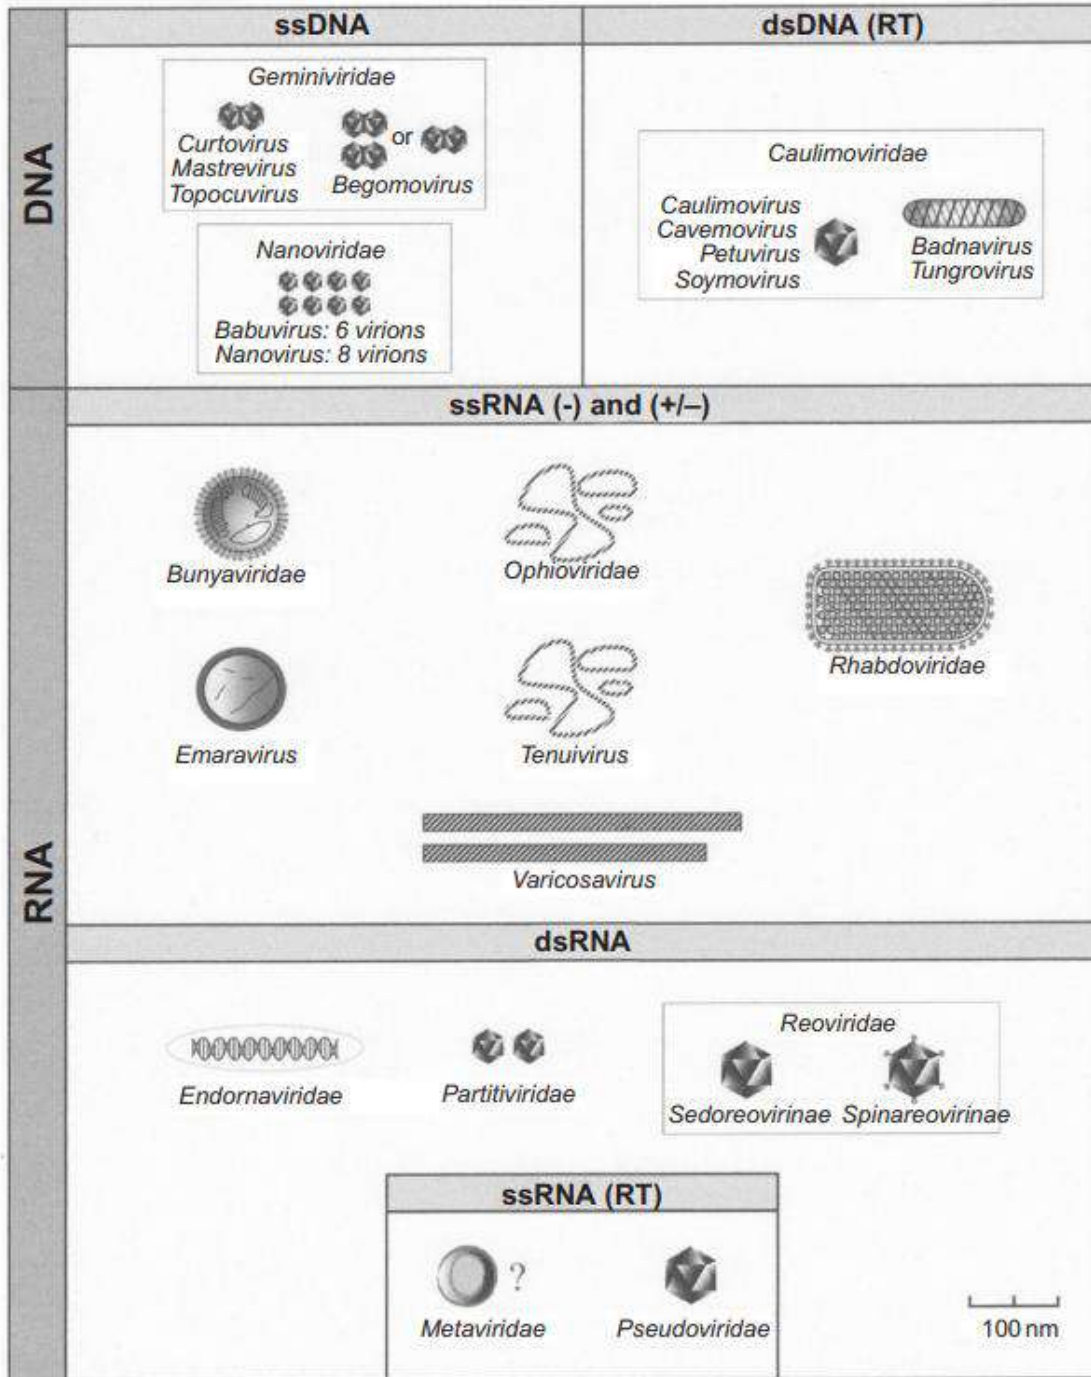 ssDNA
dsDNA (RT)
DNA
Geminiviridae
Curtovirus
Mastrevirus
Topocuvirus
or
Begomovirus
Nanoviridae
Babuvirus: 6 virions
Nanovirus: 8 virions
Caulimoviridae
Caulimovirus
Cavemovirus
Petuvirus
Soymovirus
Badnavirus
Tungrovirus
RNA
ssRNA (-) and (+/–)
Bunyaviridae
Ophioviridae
Rhabdoviridae
Emaravirus
Tenuivirus
Varicosavirus
dsRNA
Endornaviridae
Partitiviridae
Reoviridae
Sedoreovirinae
Spinareovirinae
ssRNA (RT)
?
Metaviridae
Pseudoviridae
100 nm